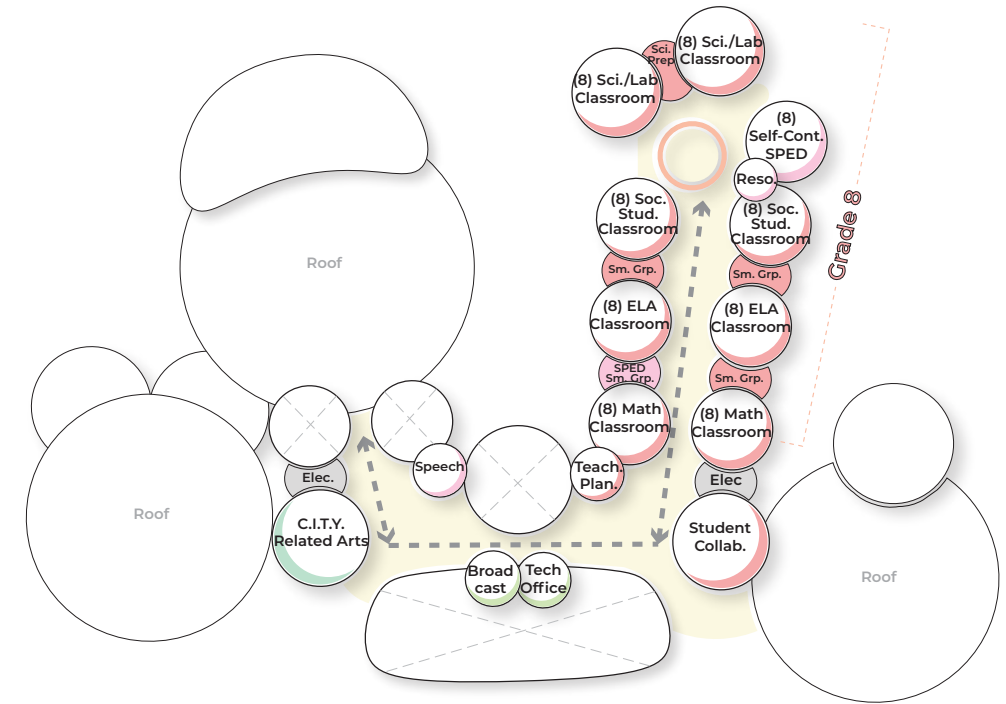 (8) Sci./Lab
Classroom
Sci.
Prep
(8) Sci./Lab
Classroom
(8)
Self-Cont.
SPED
Reso.
(8) Soc.
Stud.
Classroom
(8) Soc.
Stud.
Classroom
Grade 8
Roof
Sm. Grp.
Sm. Grp.
(8) ELA
Classroom
(8) ELA
Classroom
SPED
Sm. Grp.
Sm. Grp.
(8) Math
Classroom
(8) Math
Classroom
Speech
Teach.
Plan.
Elec.
Elec
Roof
C.I.T.Y.
Related Arts
Student
Collab.
Broad
cast
Tech
Office
Roof